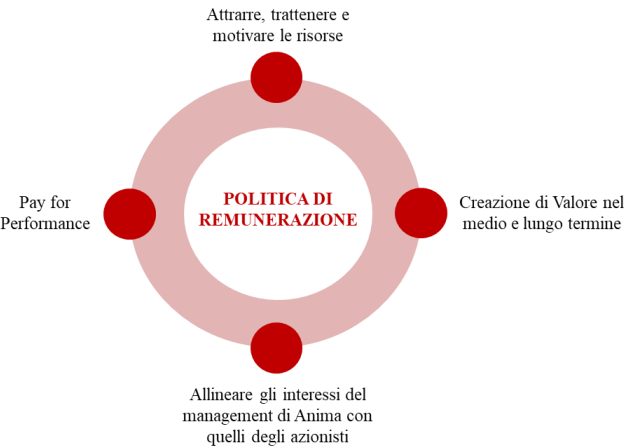 Attrarre, trattenere e
motivare le risorse
Pay for
Performance
POLITICA DI
REMUNERAZIONE
Creazione di Valore nel
medio e lungo termine
Allineare gli interessi del
management di Anima con
quelli degli azionisti